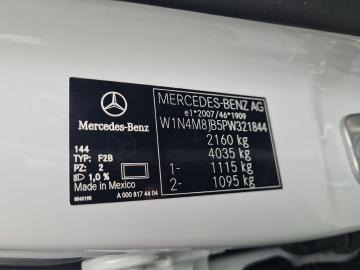 MERCEDES-BENZ AG
e1*2007/46*1909
W1N4M8JB5PW321844
2160 kg
4035 kg
1- 1115 kg
2- 1095 kg
Mercedes-Benz
144
TYP: F2B
PZ: 2
1,0 %
Made in Mexico
A 000 817 44 04